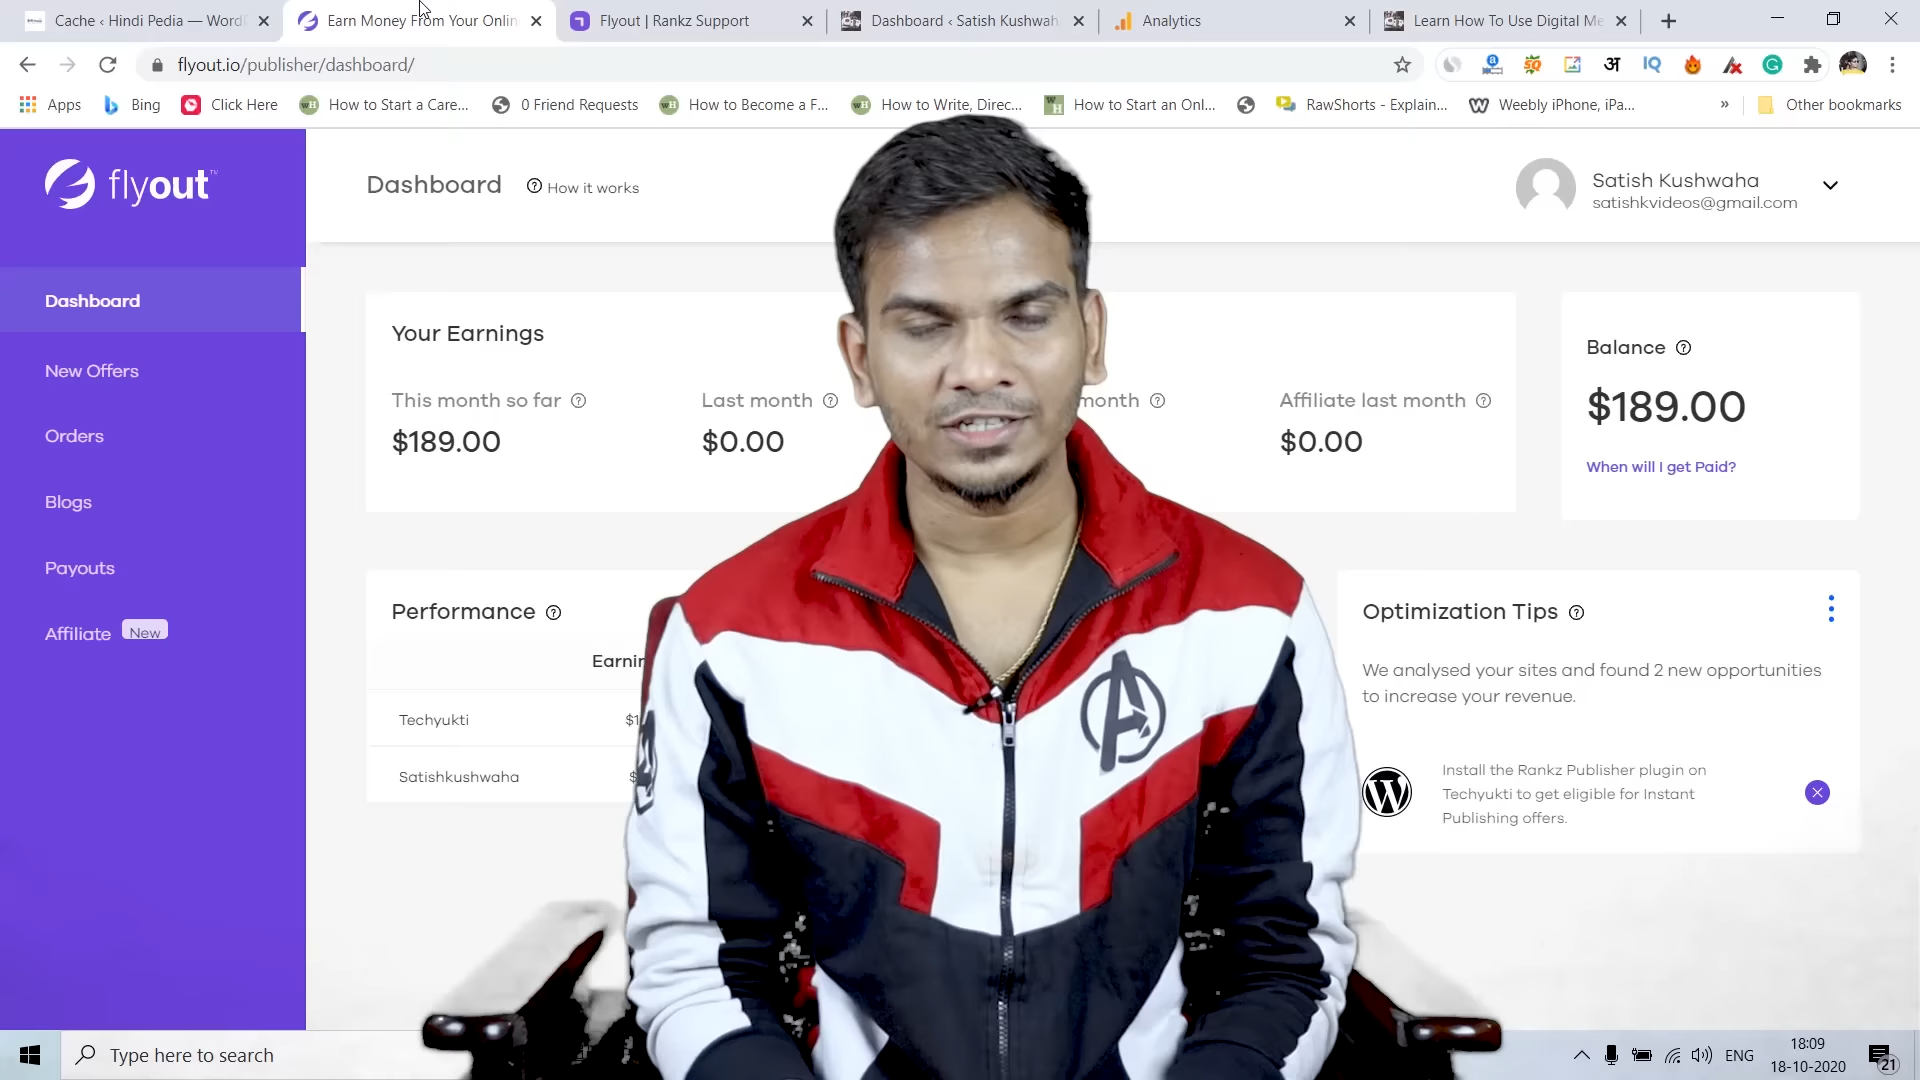 Cache ‹ Hindi Pedia — Word
Earn Money From Your Onlin
Flyout | Rankz Support
Dashboard ‹ Satish Kushwah
Analytics
Learn How To Use Digital Me
flyout.io/publisher/dashboard/
Apps
Bing
Click Here
How to Start a Care...
0 Friend Requests
How to Become a F...
How to Write, Direc...
How to Start an Onl...
RawShorts - Explain...
Weebly iPhone, iPa...
»
Other bookmarks
flyout™
Dashboard
How it works
Satish Kushwaha
satishkvideos@gmail.com
Dashboard
New Offers
Orders
Blogs
Payouts
Affiliate New
Your Earnings
This month so far
$189.00
Last month
$0.00
month
Affiliate last month
$0.00
Balance
$189.00
When will I get Paid?
Performance
Techyukti
Satishkushwaha
Optimization Tips
We analysed your sites and found 2 new opportunities
to increase your revenue.
Install the Rankz Publisher plugin on
Techyukti to get eligible for Instant
Publishing offers.
Type here to search
ENG
18:09
18-10-2020
21